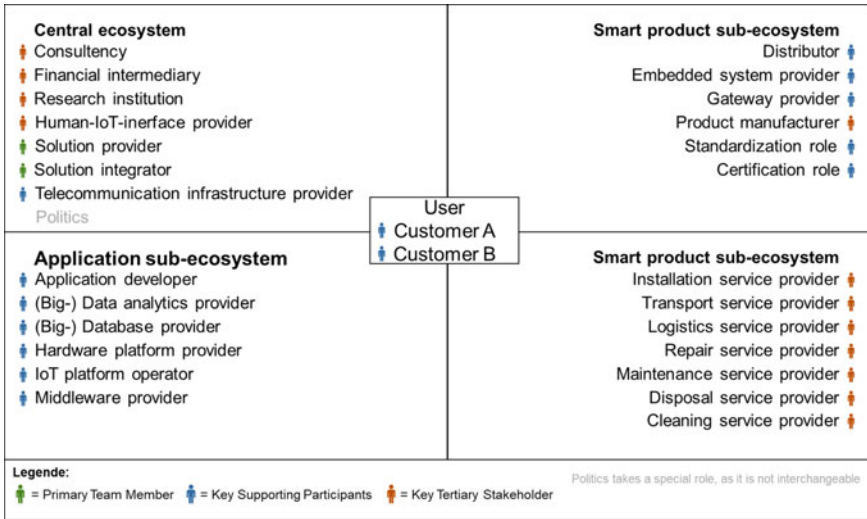 Central ecosystem
Consultency
Financial intermediary
Research institution
Human-IoT-inerface provider
Solution provider
Solution integrator
Telecommunication infrastructure provider
Politics
Smart product sub-ecosystem
Distributor
Embedded system provider
Gateway provider
Product manufacturer
Standardization role
Certification role
User
Customer A
Customer B
Application sub-ecosystem
Application developer
(Big-) Data analytics provider
(Big-) Database provider
Hardware platform provider
IoT platform operator
Middleware provider
Smart product sub-ecosystem
Installation service provider
Transport service provider
Logistics service provider
Repair service provider
Maintenance service provider
Disposal service provider
Cleaning service provider
Legende:
= Primary Team Member = Key Supporting Participants = Key Tertiary Stakeholder
Politics takes a special role, as it is not interchangeable